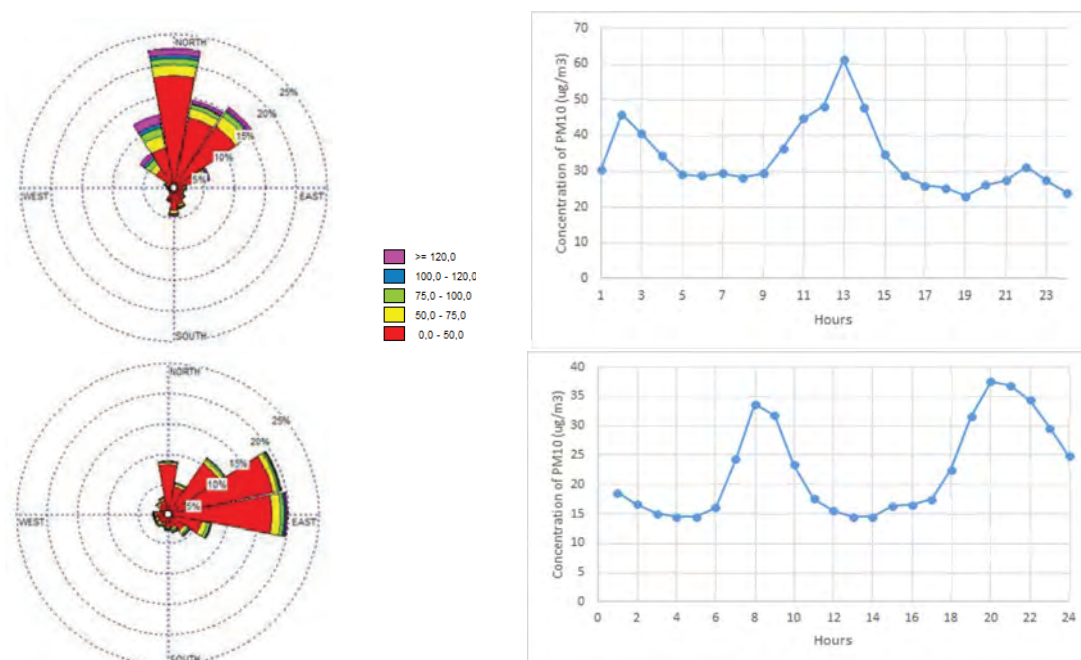 NORTH
25%
20%
15%
10%
5%
WEST
EAST
SOUTH
>= 120,0
100,0 - 120,0
75,0 - 100,0
50,0 - 75,0
0,0 - 50,0
70
60
50
40
30
20
10
0
Concentration of PM10 (ug/m3)
1 3 5 7 9 11 13 15 17 19 21 23
Hours
NORTH
25%
20%
15%
10%
5%
WEST
EAST
SOUTH
40
35
30
25
20
15
10
5
0
Concentration of PM10 (ug/m3)
0 2 4 6 8 10 12 14 16 18 20 22 24
Hours